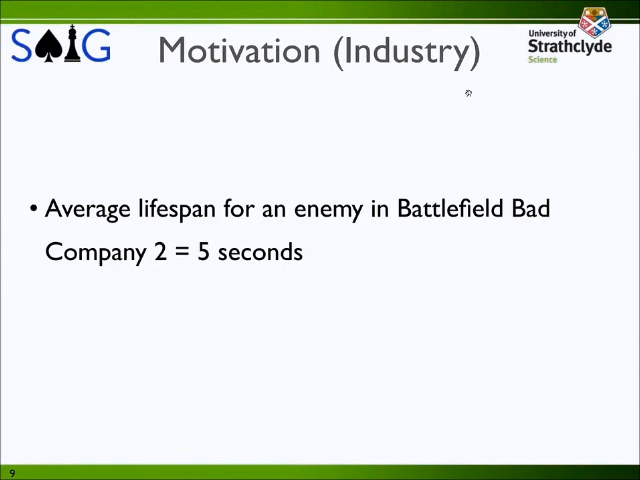 S G
Motivation (Industry)
University of
Strathclyde
Science
• Average lifespan for an enemy in Battlefield Bad
Company 2 = 5 seconds
9